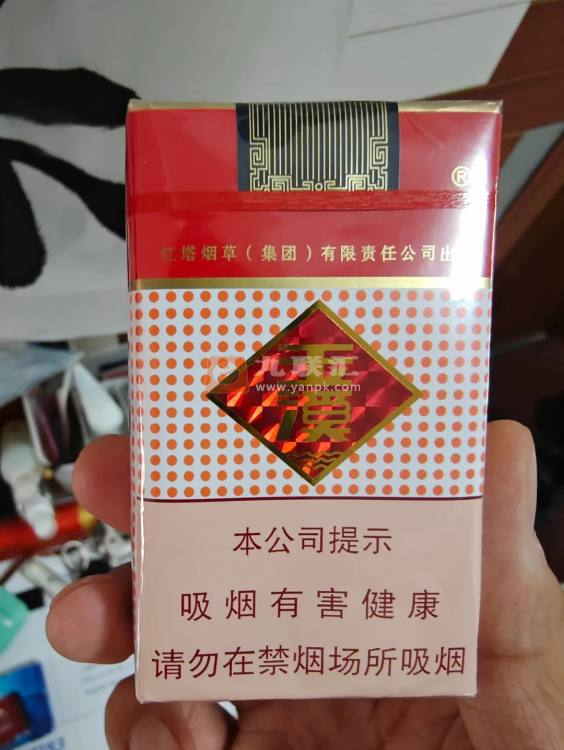 ®
红塔烟草(集团)有限责任公司出
九联汇
www.yanpk.com
本公司提示
吸烟有害健康
请勿在禁烟场所吸烟